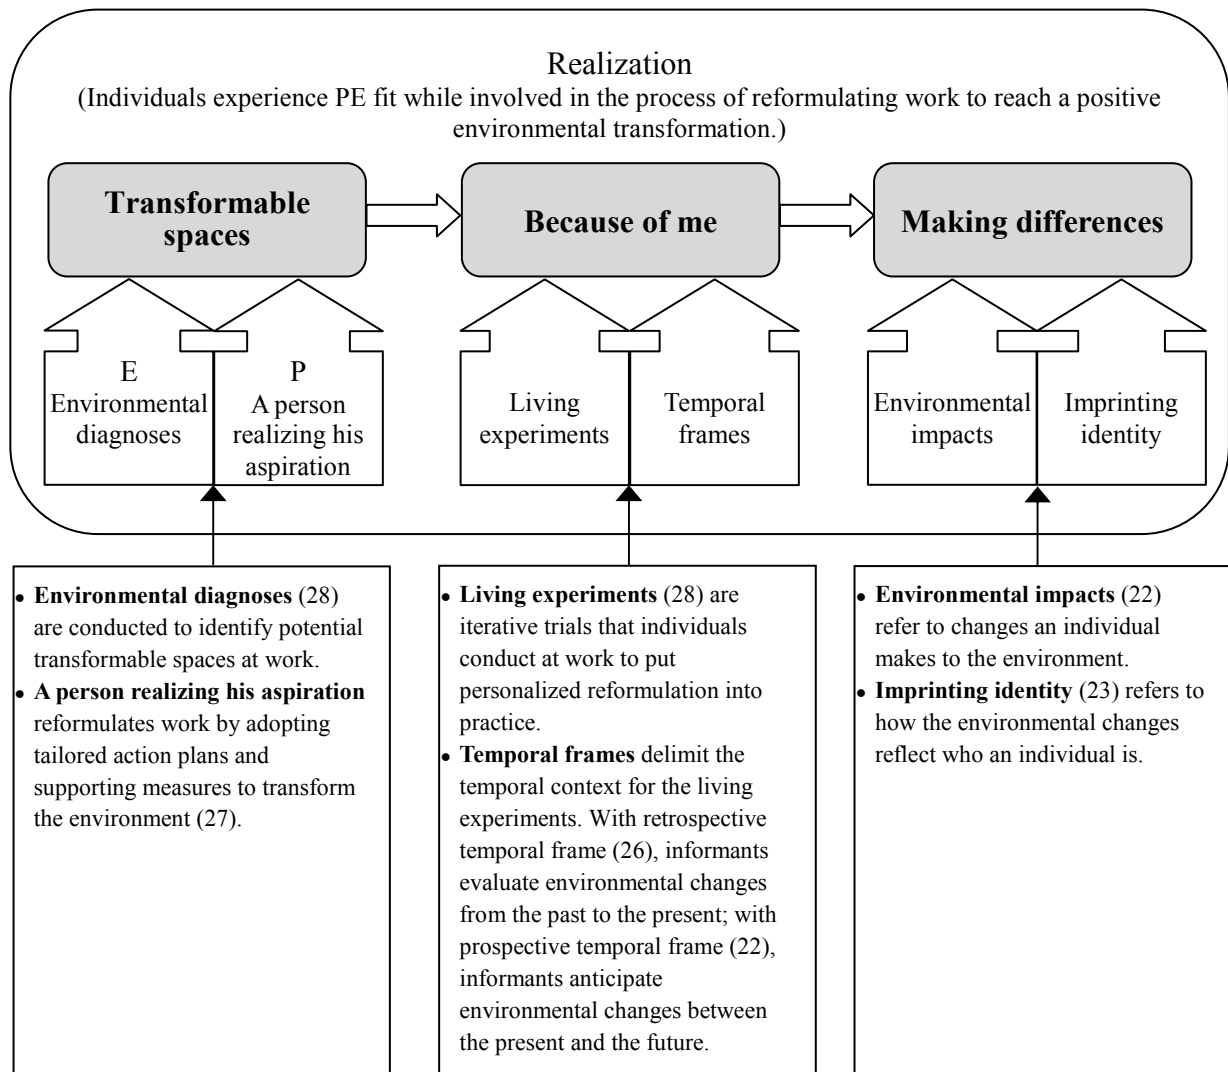 Realization
(Individuals experience PE fit while involved in the process of reformulating work to reach a positive
environmental transformation.)
Transformable
spaces
Because of me
Making differences
E
Environmental
diagnoses
P
A person
realizing his
aspiration
Living
experiments
Temporal
frames
Environmental
impacts
Imprinting
identity
• Environmental diagnoses (28)
are conducted to identify potential
transformable spaces at work.
• A person realizing his aspiration
reformulates work by adopting
tailored action plans and
supporting measures to transform
the environment (27).
• Living experiments (28) are
iterative trials that individuals
conduct at work to put
personalized reformulation into
practice.
• Temporal frames delimit the
temporal context for the living
experiments. With retrospective
temporal frame (26), informants
evaluate environmental changes
from the past to the present; with
prospective temporal frame (22),
informants anticipate
environmental changes between
the present and the future.
• Environmental impacts (22)
refer to changes an individual
makes to the environment.
• Imprinting identity (23) refers to
how the environmental changes
reflect who an individual is.